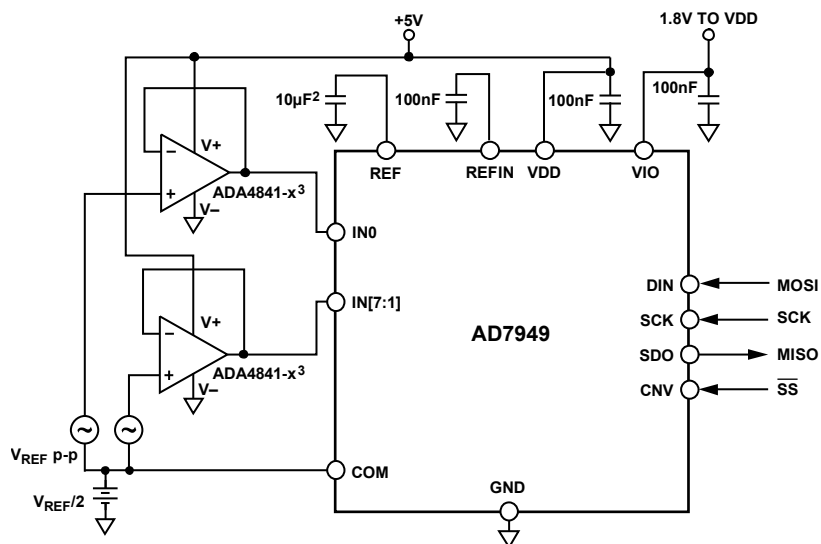 +5V
1.8V TO VDD
10µF²
100nF
100nF
100nF
V+
REF
REFIN
VDD
VIO
−
+
ADA4841-x³
V−
IN0
IN[7:1]
V+
−
+
ADA4841-x³
V−
AD7949
DIN
MOSI
SCK
SCK
SDO
MISO
CNV
S̅S̅
VREF p-p
COM
VREF/2
GND